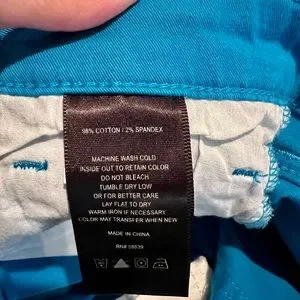 98% COTTON / 2% SPANDEX
MACHINE WASH COLD
INSIDE OUT TO RETAIN COLOR
DO NOT BLEACH
TUMBLE DRY LOW
OR FOR BETTER CARE
LAY FLAT TO DRY
WARM IRON IF NECESSARY
COLOR MAY TRANSFER WHEN NEW
MADE IN CHINA
RN# 58639